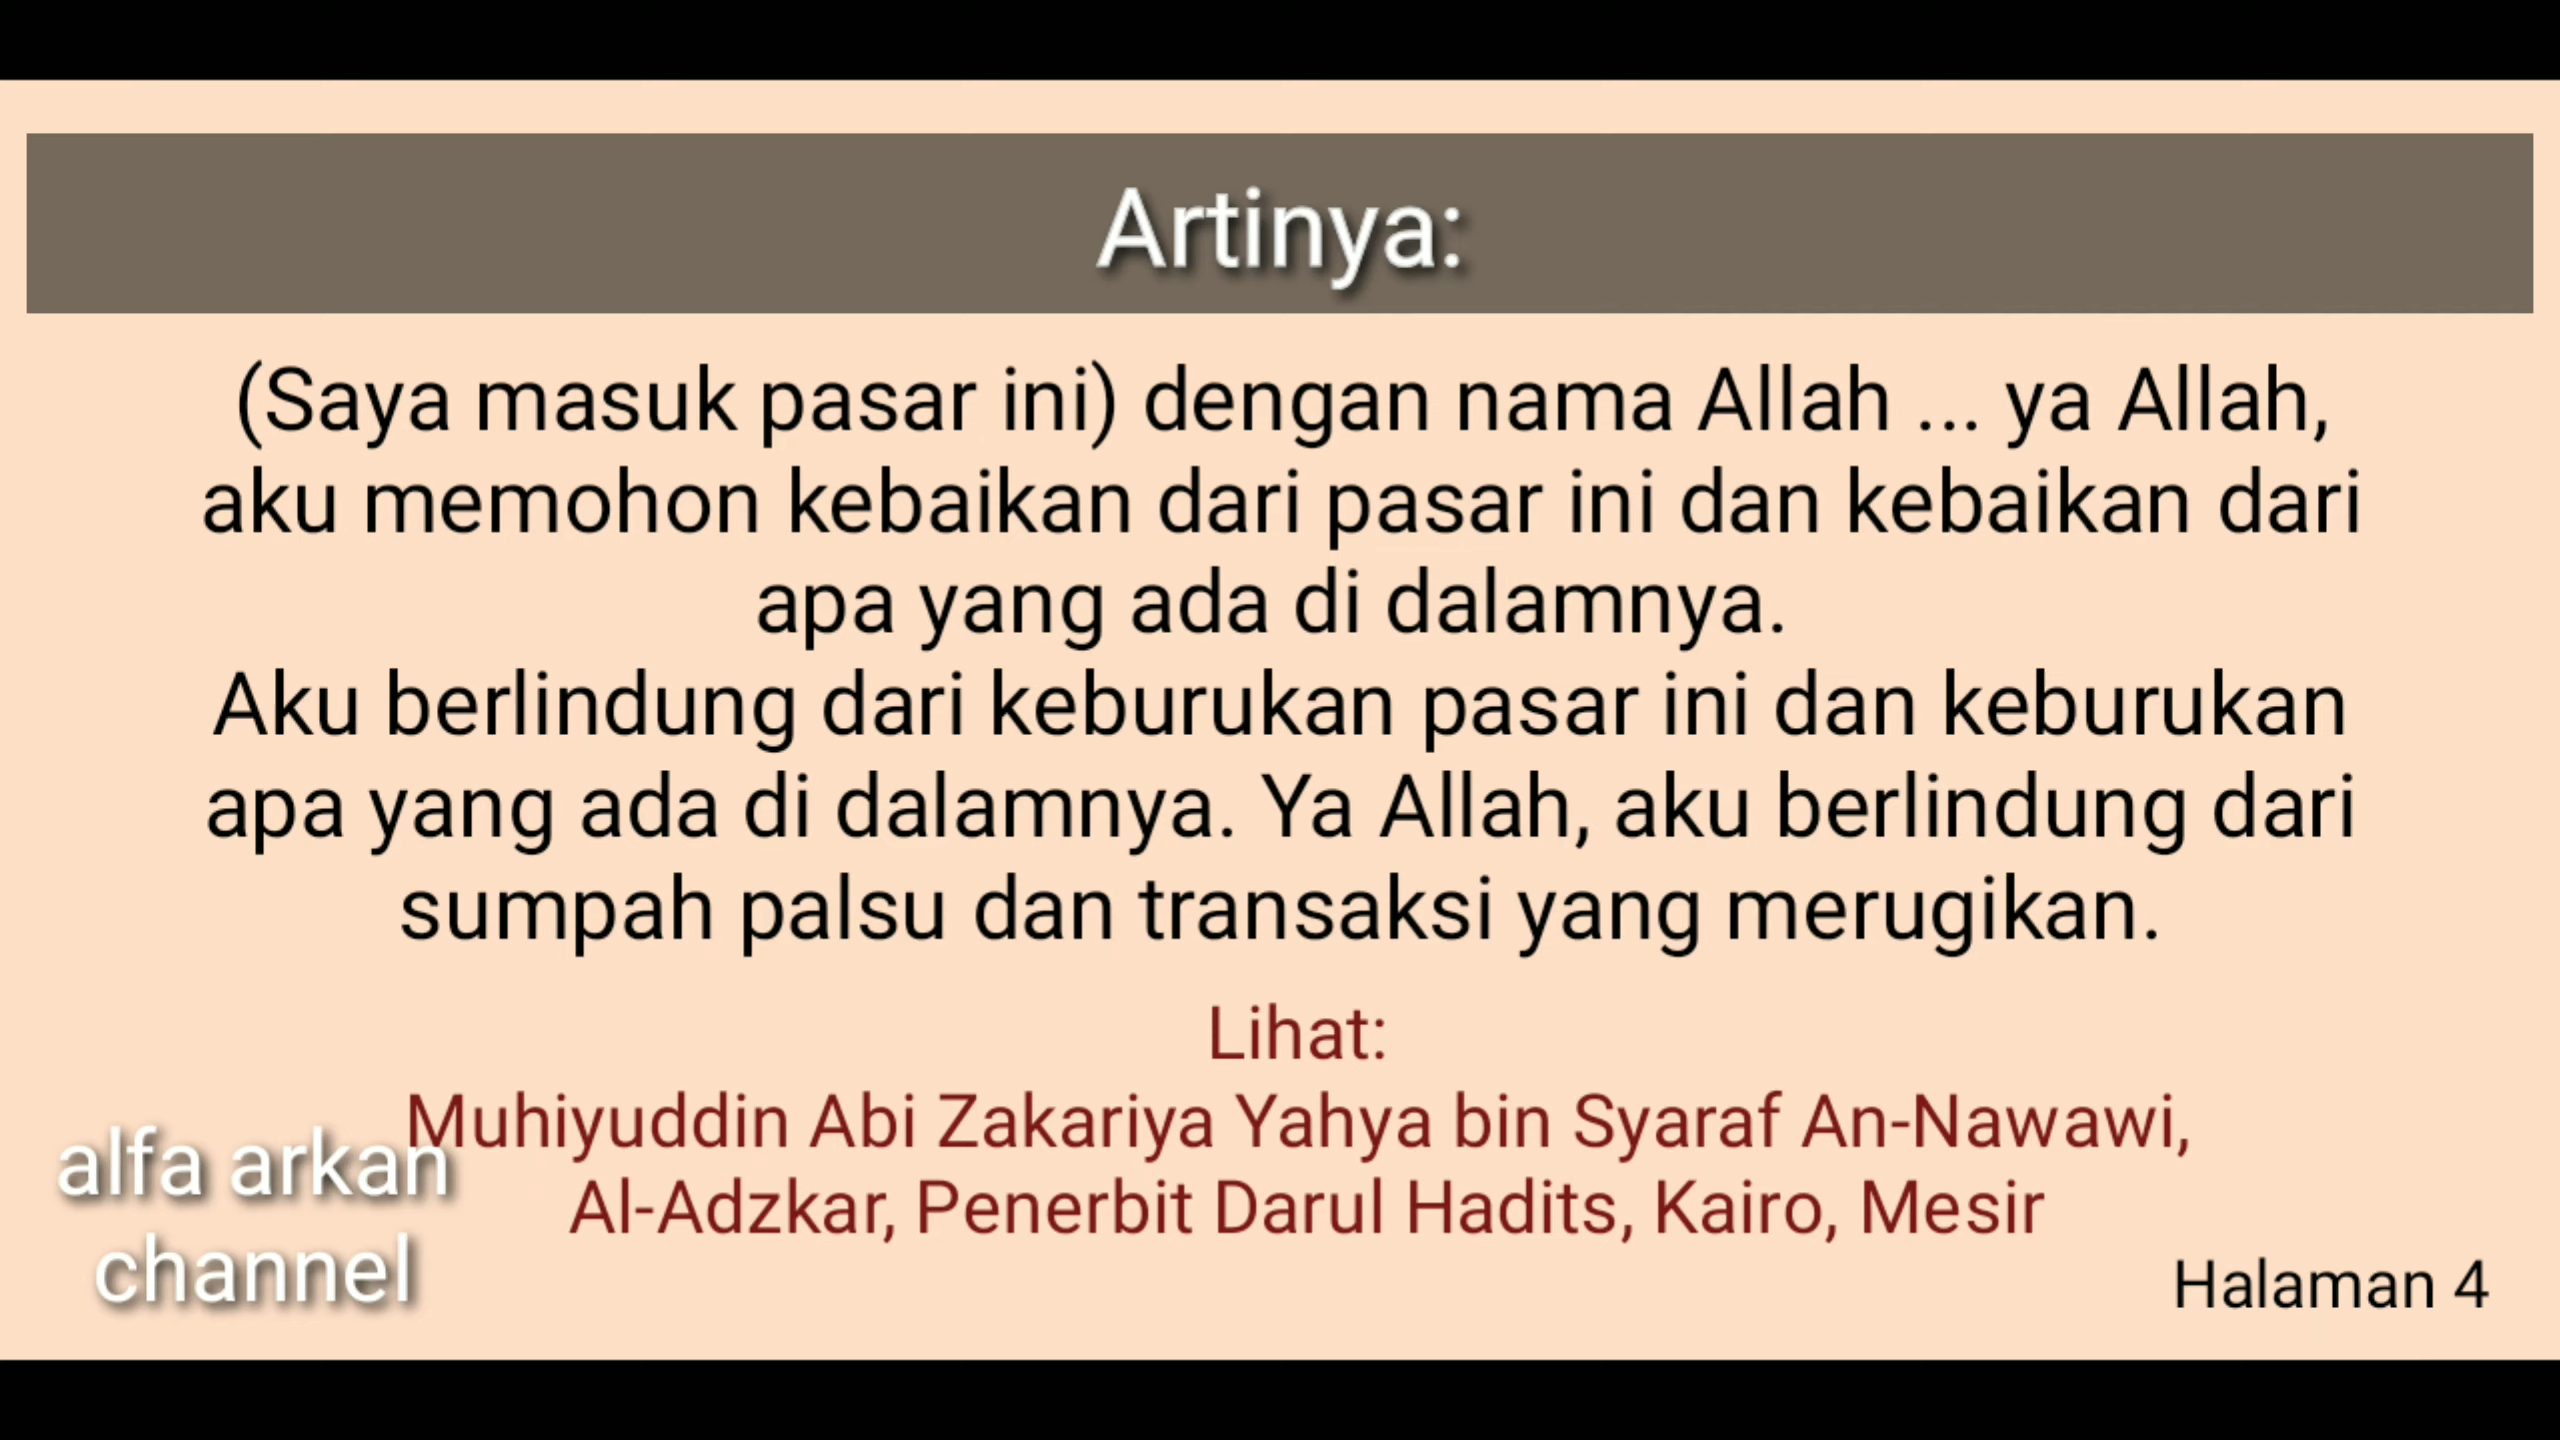 Artinya:
(Saya masuk pasar ini) dengan nama Allah ... ya Allah,
aku memohon kebaikan dari pasar ini dan kebaikan dari
apa yang ada di dalamnya.
Aku berlindung dari keburukan pasar ini dan keburukan
apa yang ada di dalamnya. Ya Allah, aku berlindung dari
sumpah palsu dan transaksi yang merugikan.
Lihat:
Muhiyuddin Abi Zakariya Yahya bin Syaraf An-Nawawi,
Al-Adzkar, Penerbit Darul Hadits, Kairo, Mesir
alfa arkan
channel
Halaman 4